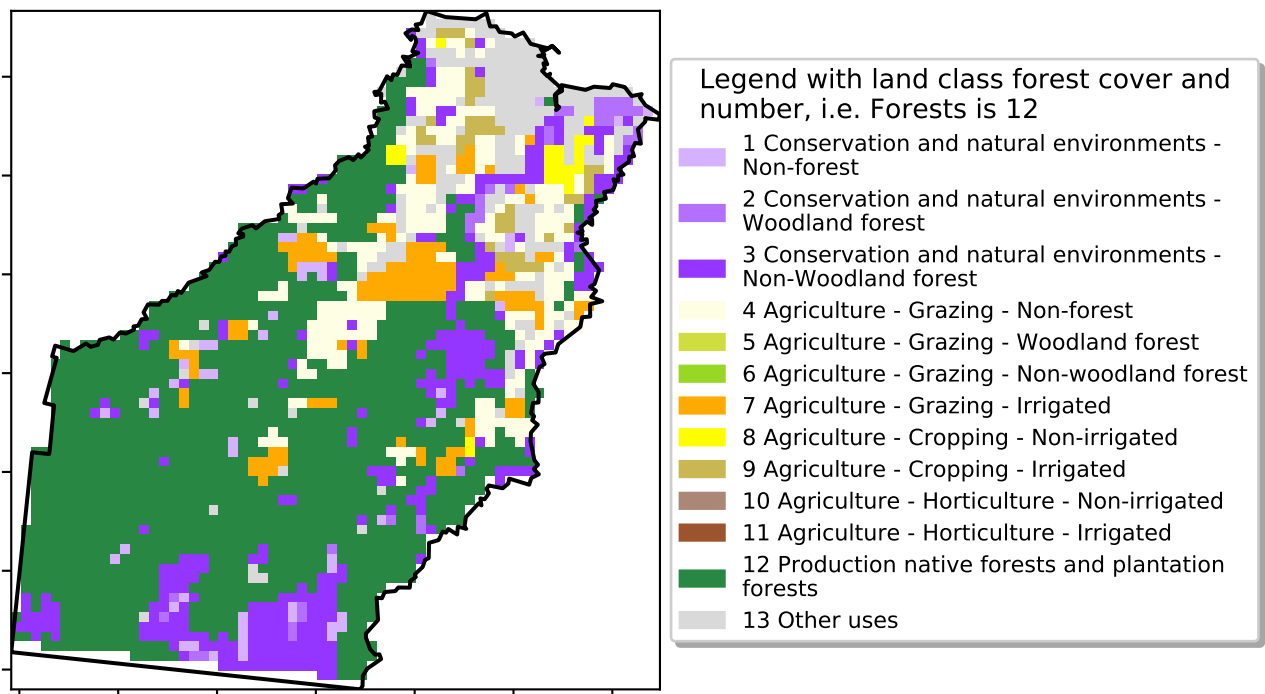 Legend with land class forest cover and
number, i.e. Forests is 12
1 Conservation and natural environments -
Non-forest
2 Conservation and natural environments -
Woodland forest
3 Conservation and natural environments -
Non-Woodland forest
4 Agriculture - Grazing - Non-forest
5 Agriculture - Grazing - Woodland forest
6 Agriculture - Grazing - Non-woodland forest
7 Agriculture - Grazing - Irrigated
8 Agriculture - Cropping - Non-irrigated
9 Agriculture - Cropping - Irrigated
10 Agriculture - Horticulture - Non-irrigated
11 Agriculture - Horticulture - Irrigated
12 Production native forests and plantation
forests
13 Other uses